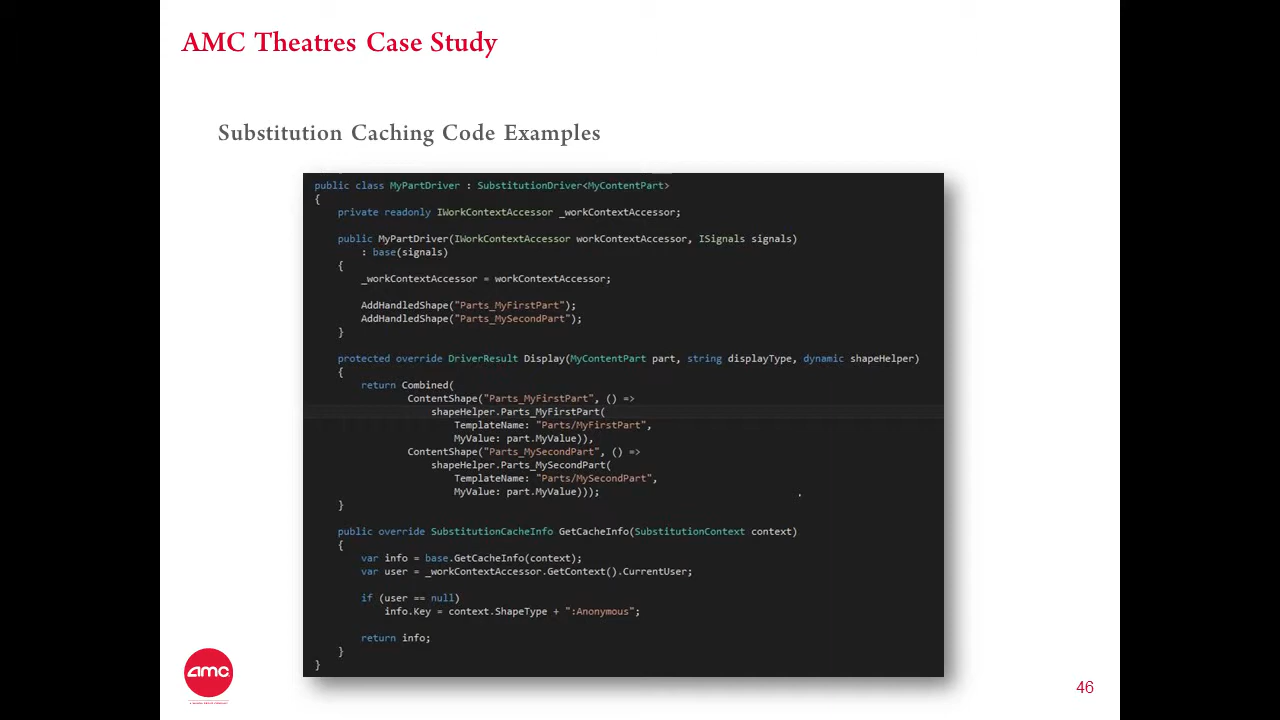 AMC Theatres Case Study
Substitution Caching Code Examples
public class MyPartDriver : SubstitutionDriver<MyContentPart>
{
    private readonly IWorkContextAccessor _workContextAccessor;

    public MyPartDriver(IWorkContextAccessor workContextAccessor, ISignals signals)
        : base(signals)
    {
        _workContextAccessor = workContextAccessor;

        AddHandledShape("Parts_MyFirstPart");
        AddHandledShape("Parts_MySecondPart");
    }

    protected override DriverResult Display(MyContentPart part, string displayType, dynamic shapeHelper)
    {
        return Combined(
                ContentShape("Parts_MyFirstPart", () =>
                    shapeHelper.Parts_MyFirstPart(
                        TemplateName: "Parts/MyFirstPart",
                        MyValue: part.MyValue)),
                ContentShape("Parts_MySecondPart", () =>
                    shapeHelper.Parts_MySecondPart(
                        TemplateName: "Parts/MySecondPart",
                        MyValue: part.MyValue)));
    }

    public override SubstitutionCacheInfo GetCacheInfo(SubstitutionContext context)
    {
        var info = base.GetCacheInfo(context);
        var user = _workContextAccessor.GetContext().CurrentUser;

        if (user == null)
            info.Key = context.ShapeType + ":Anonymous";

        return info;
    }
}
amc
46